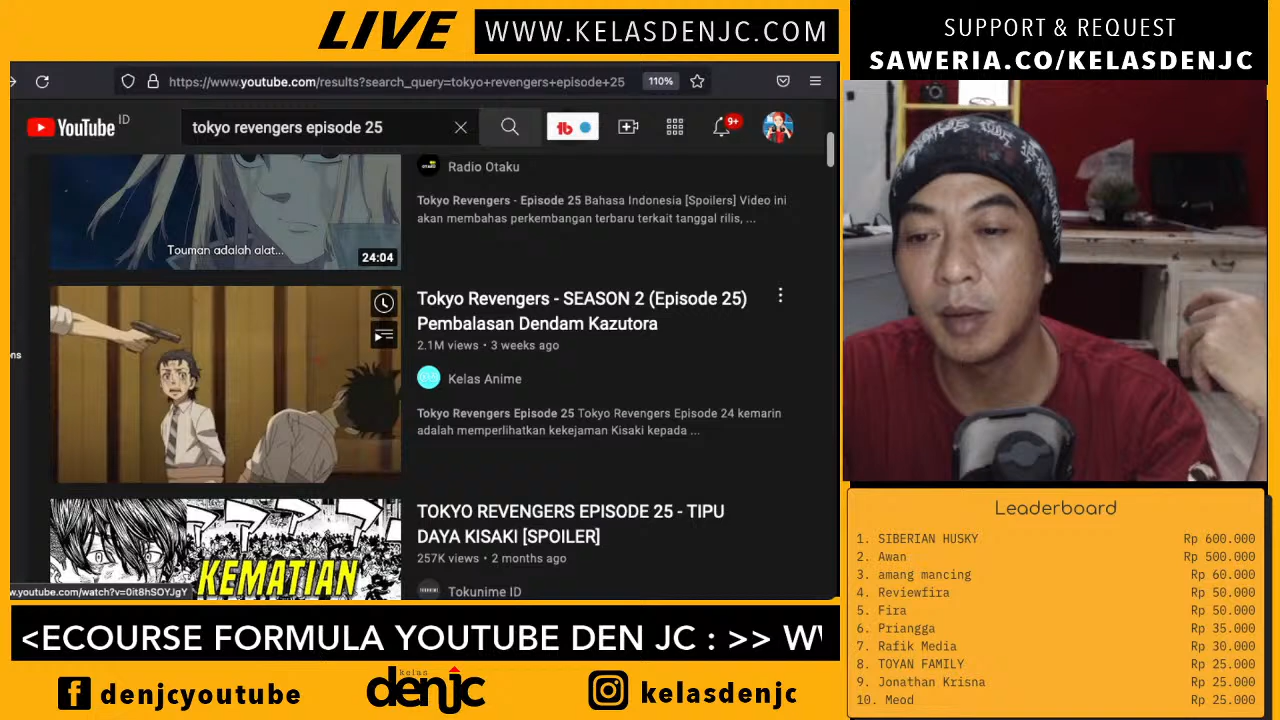 LIVE
WWW.KELASDENJC.COM
SUPPORT & REQUEST
SAWERIA.CO/KELASDENJC
https://www.youtube.com/results?search_query=tokyo+revengers+episode+25
110%
YouTube ID
tokyo revengers episode 25
tb
9+
Radio Otaku
Tokyo Revengers - Episode 25 Bahasa Indonesia [Spoilers] Video ini
akan membahas perkembangan terbaru terkait tanggal rilis, ...
Touman adalah alat...
24:04
Tokyo Revengers - SEASON 2 (Episode 25)
Pembalasan Dendam Kazutora
2.1M views • 3 weeks ago
ons
Kelas Anime
Tokyo Revengers Episode 25 Tokyo Revengers Episode 24 kemarin
adalah memperlihatkan kekejaman Kisaki kepada ...
TOKYO REVENGERS EPISODE 25 - TIPU
DAYA KISAKI [SPOILER]
257K views • 2 months ago
KEMATIAN
Tokunime ID
w.youtube.com/watch?v=0it8hSOYJgY
Leaderboard
1. SIBERIAN HUSKY Rp 600.000
2. Awan Rp 500.000
3. amang mancing Rp 60.000
4. Reviewfira Rp 50.000
5. Fira Rp 50.000
6. Priangga Rp 35.000
7. Rafik Media Rp 30.000
8. TOYAN FAMILY Rp 25.000
9. Jonathan Krisna Rp 25.000
10. Meod Rp 25.000
<ECOURSE FORMULA YOUTUBE DEN JC : >> W
denjcyoutube
kelas
denjc
kelasdenjc